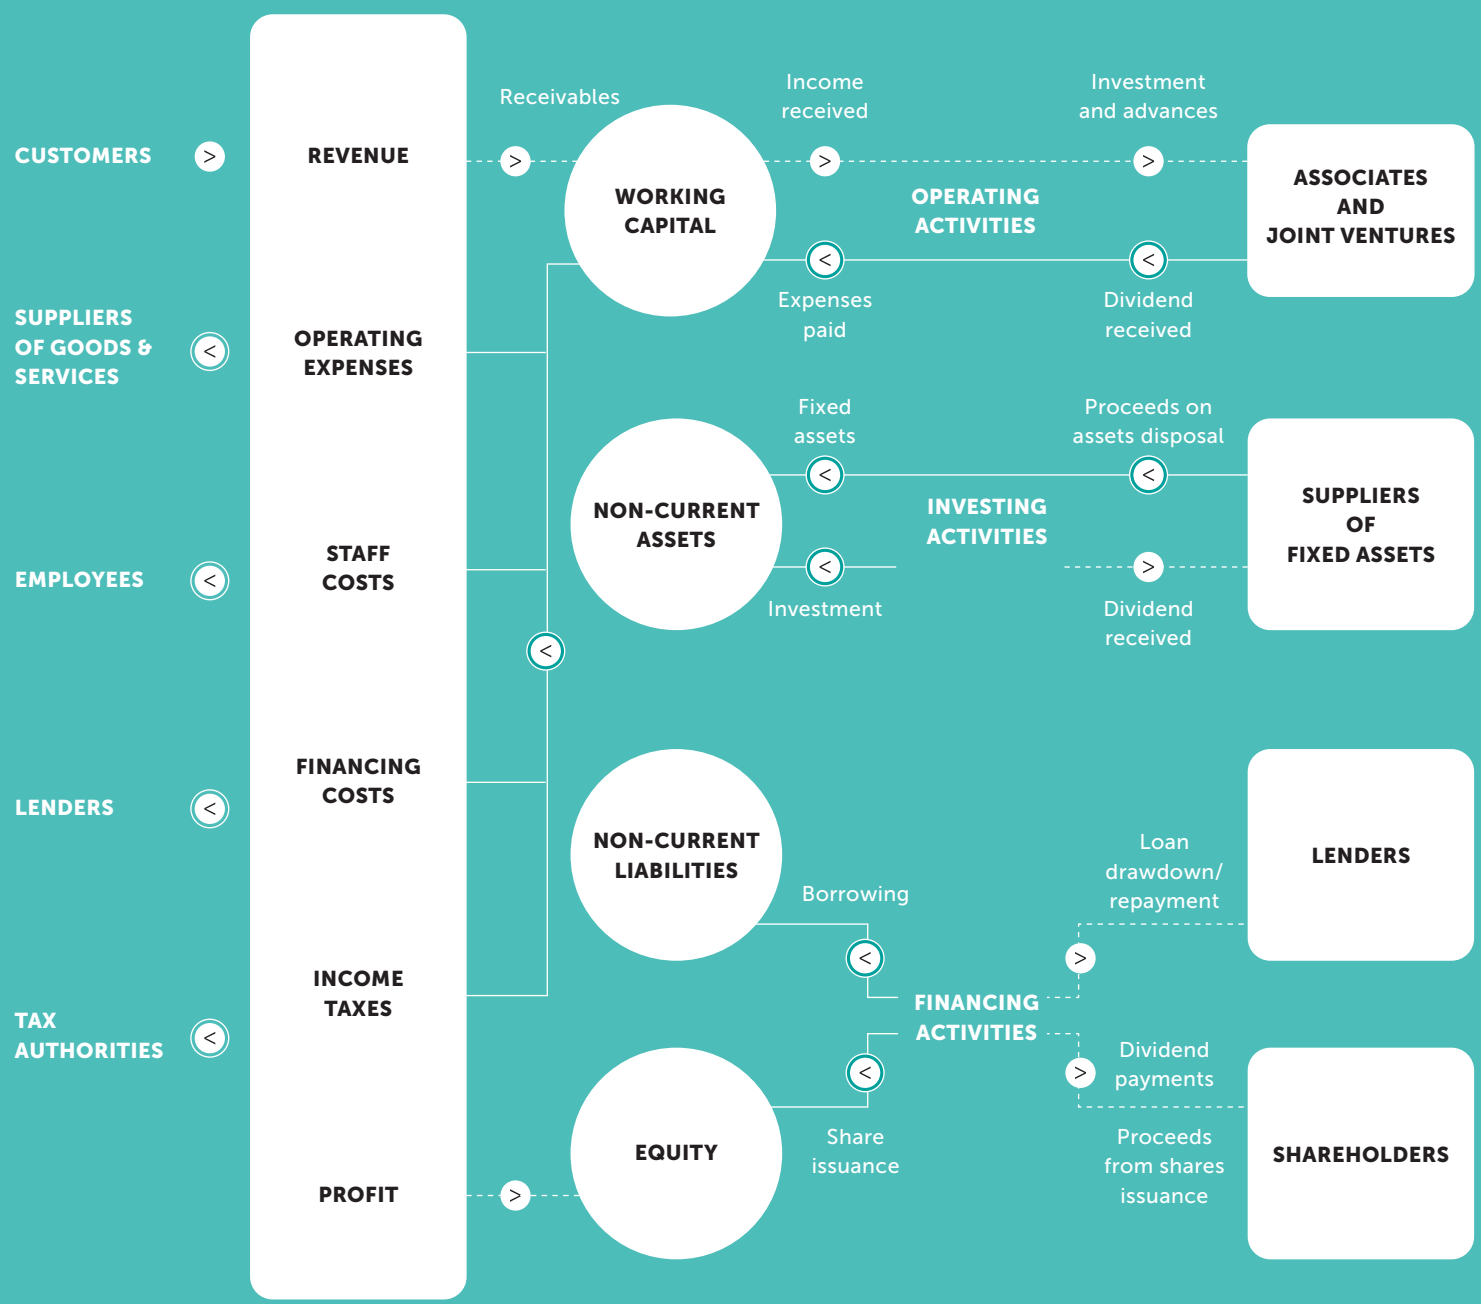 CUSTOMERS
>
SUPPLIERS
OF GOODS &
SERVICES
<
EMPLOYEES
<
LENDERS
<
TAX
AUTHORITIES
<
REVENUE
OPERATING
EXPENSES
STAFF
COSTS
FINANCING
COSTS
INCOME
TAXES
PROFIT
Receivables
>
<
>
WORKING
CAPITAL
Income
received
>
Investment
and advances
>
OPERATING
ACTIVITIES
<
Expenses
paid
<
Dividend
received
ASSOCIATES
AND
JOINT VENTURES
NON-CURRENT
ASSETS
Fixed
assets
<
Proceeds on
assets disposal
<
INVESTING
ACTIVITIES
<
Investment
>
Dividend
received
SUPPLIERS
OF
FIXED ASSETS
NON-CURRENT
LIABILITIES
Borrowing
<
Loan
drawdown/
repayment
>
LENDERS
FINANCING
ACTIVITIES
EQUITY
<
Share
issuance
>
Dividend
payments
Proceeds
from shares
issuance
SHAREHOLDERS